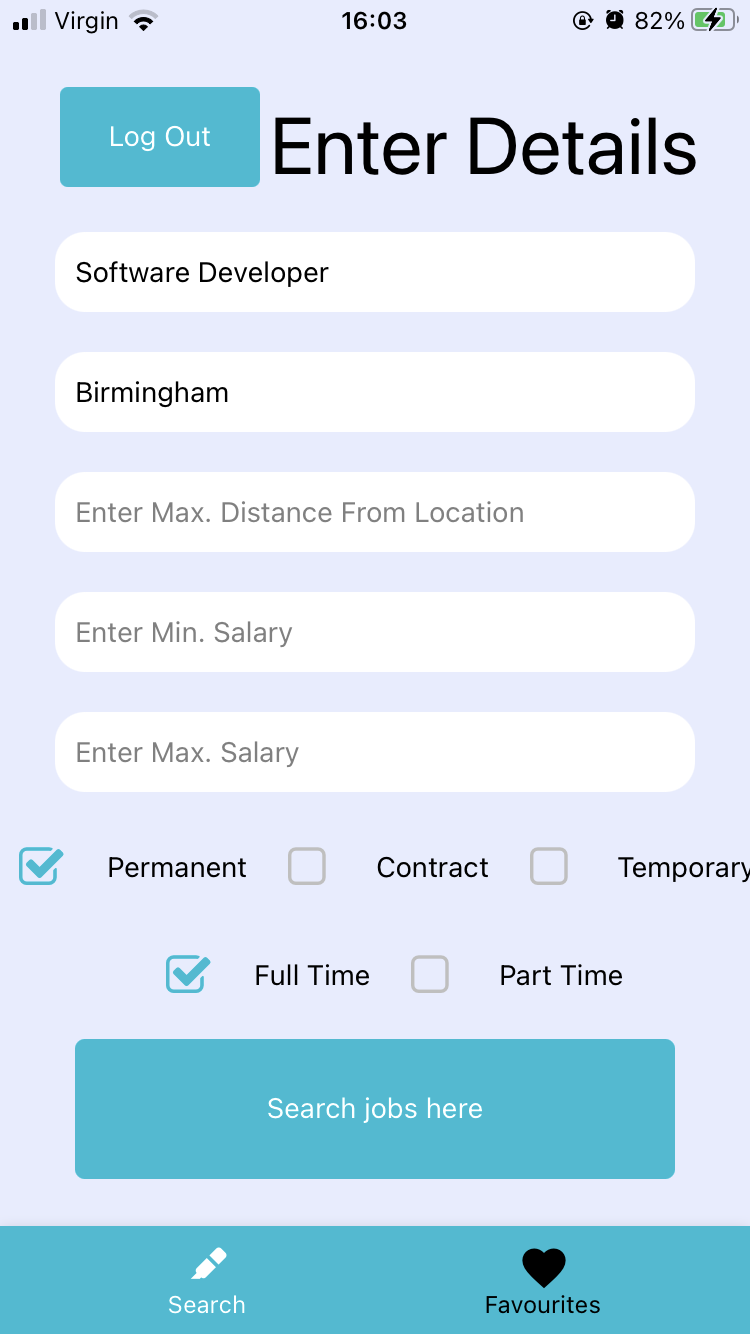 Virgin 16:03 82%
Log Out Enter Details
Software Developer
Birmingham
Enter Max. Distance From Location
Enter Min. Salary
Enter Max. Salary
Permanent Contract Temporary
Full Time Part Time
Search jobs here
Search Favourites